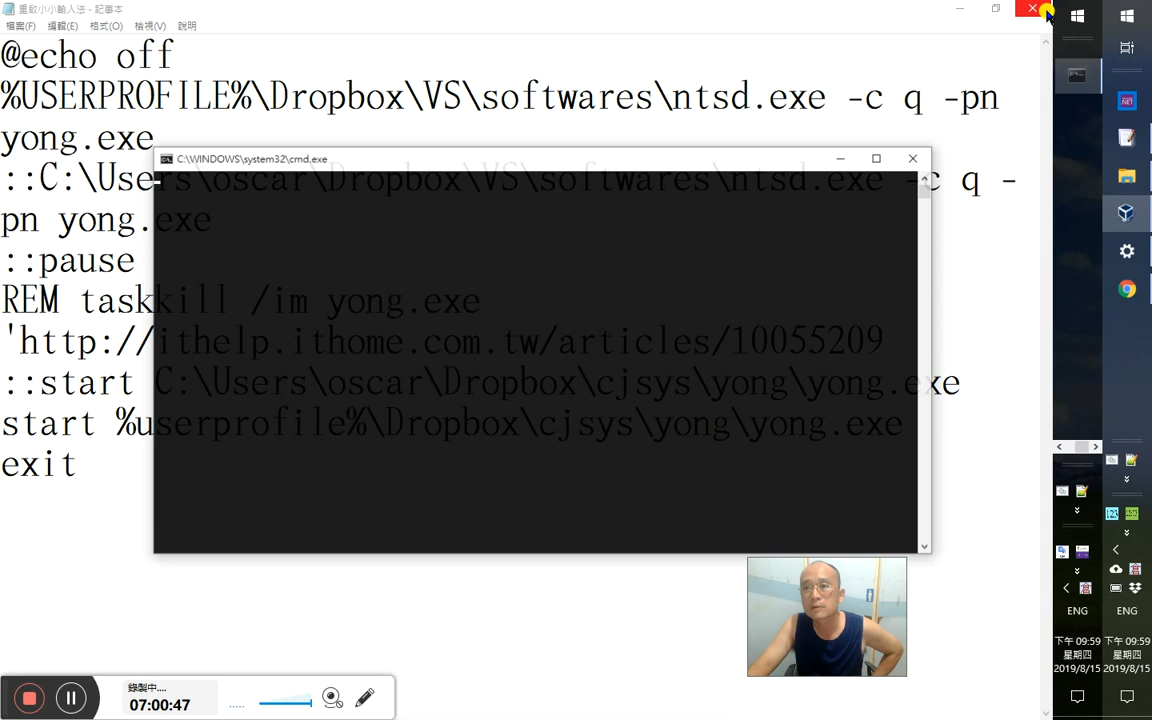 重啟小小輸入法 - 記事本
檔案(F) 編輯(E) 格式(O) 檢視(V) 說明
@echo off
%USERPROFILE%\Dropbox\VS\softwares\ntsd.exe -c q -pn
yong.exe
C:\WINDOWS\system32\cmd.exe
::C:\Users\oscar\Dropbox\VS\softwares\ntsd.exe -c q -
pn yong.exe
::pause
REM taskkill /im yong.exe
'http://ithelp.ithome.com.tw/articles/10055209
::start C:\Users\oscar\Dropbox\cjsys\yong\yong.exe
start %userprofile%\Dropbox\cjsys\yong\yong.exe
exit
錄製中....
07:00:47
.NET
123
ENG
ENG
下午 09:59
星期四
2019/8/15
下午 09:59
星期四
2019/8/15